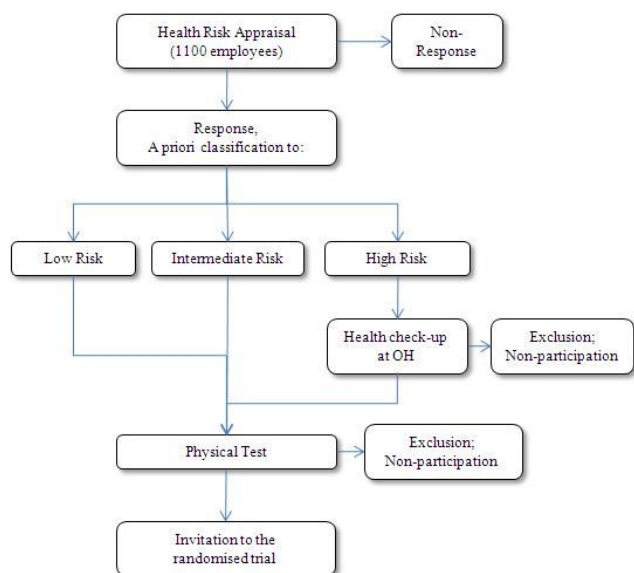 Health Risk Appraisal
(1100 employees)
Non-
Response
Response,
A priori classification to:
Low Risk
Intermediate Risk
High Risk
Health check-up
at OH
Exclusion;
Non-participation
Physical Test
Exclusion;
Non-participation
Invitation to the
randomised trial